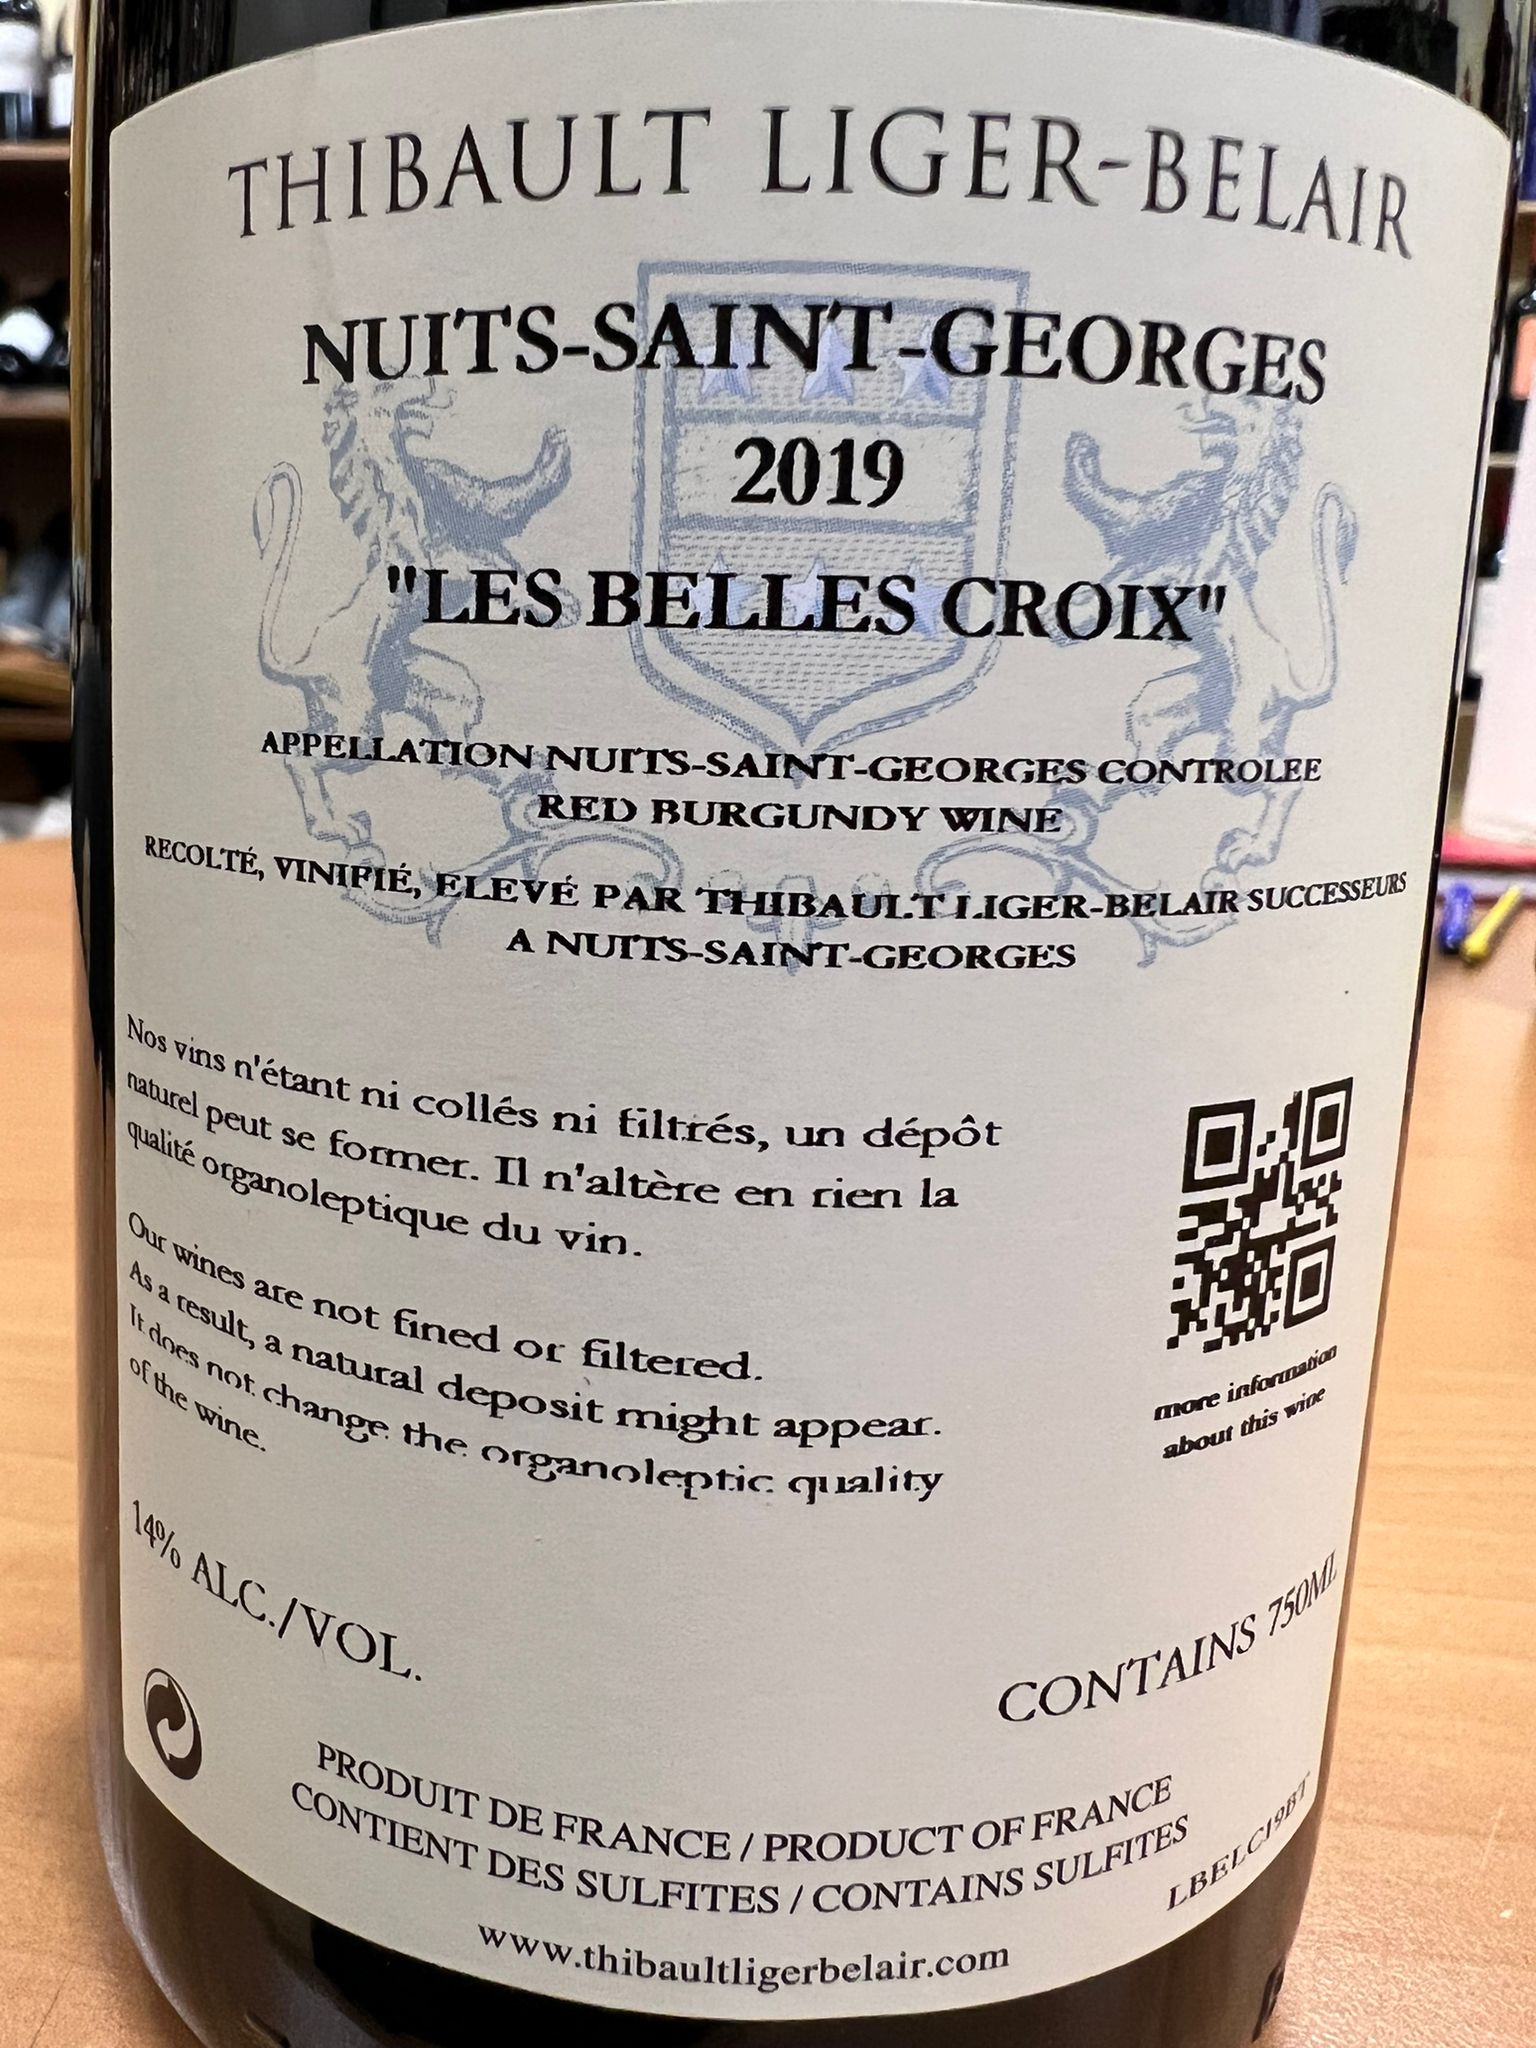 THIBAULT LIGER-BELAIR
NUITS-SAINT-GEORGES
2019
"LES BELLES CROIX"
APPELLATION NUITS-SAINT-GEORGES CONTROLEE
RED BURGUNDY WINE
RECOLTÉ, VINIFIÉ, ELEVÉ PAR THIBAULT LIGER-BELAIR SUCCESSEURS
A NUITS-SAINT-GEORGES
Nos vins n'étant ni collés ni filtrés, un dépôt
naturel peut se former. Il n'altère en rien la
qualité organoleptique du vin.
Our wines are not fined or filtered.
As a result, a natural deposit might appear.
It does not change the organoleptic quality
of the wine.
more information
about this wine
14% ALC./VOL.
CONTAINS 750ML
PRODUIT DE FRANCE / PRODUCT OF FRANCE
CONTIENT DES SULFITES / CONTAINS SULFITES
LBELC19BT
www.thibaultligerbelair.com